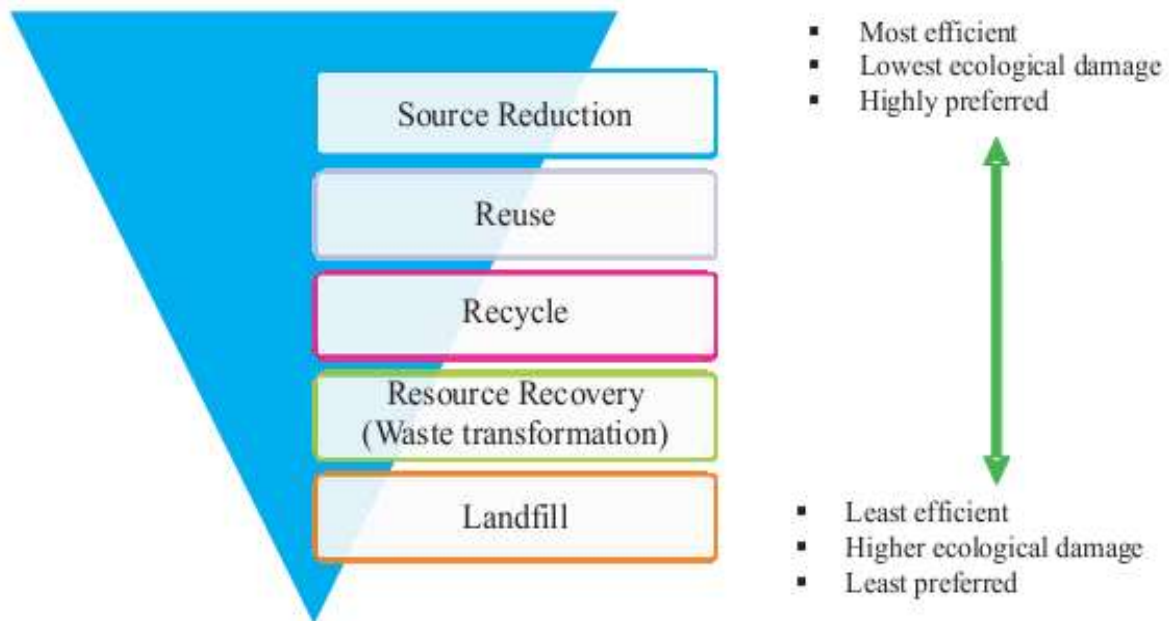 ▪ Most efficient
▪ Lowest ecological damage
▪ Highly preferred
Source Reduction
Reuse
Recycle
Resource Recovery
(Waste transformation)
Landfill
▪ Least efficient
▪ Higher ecological damage
▪ Least preferred